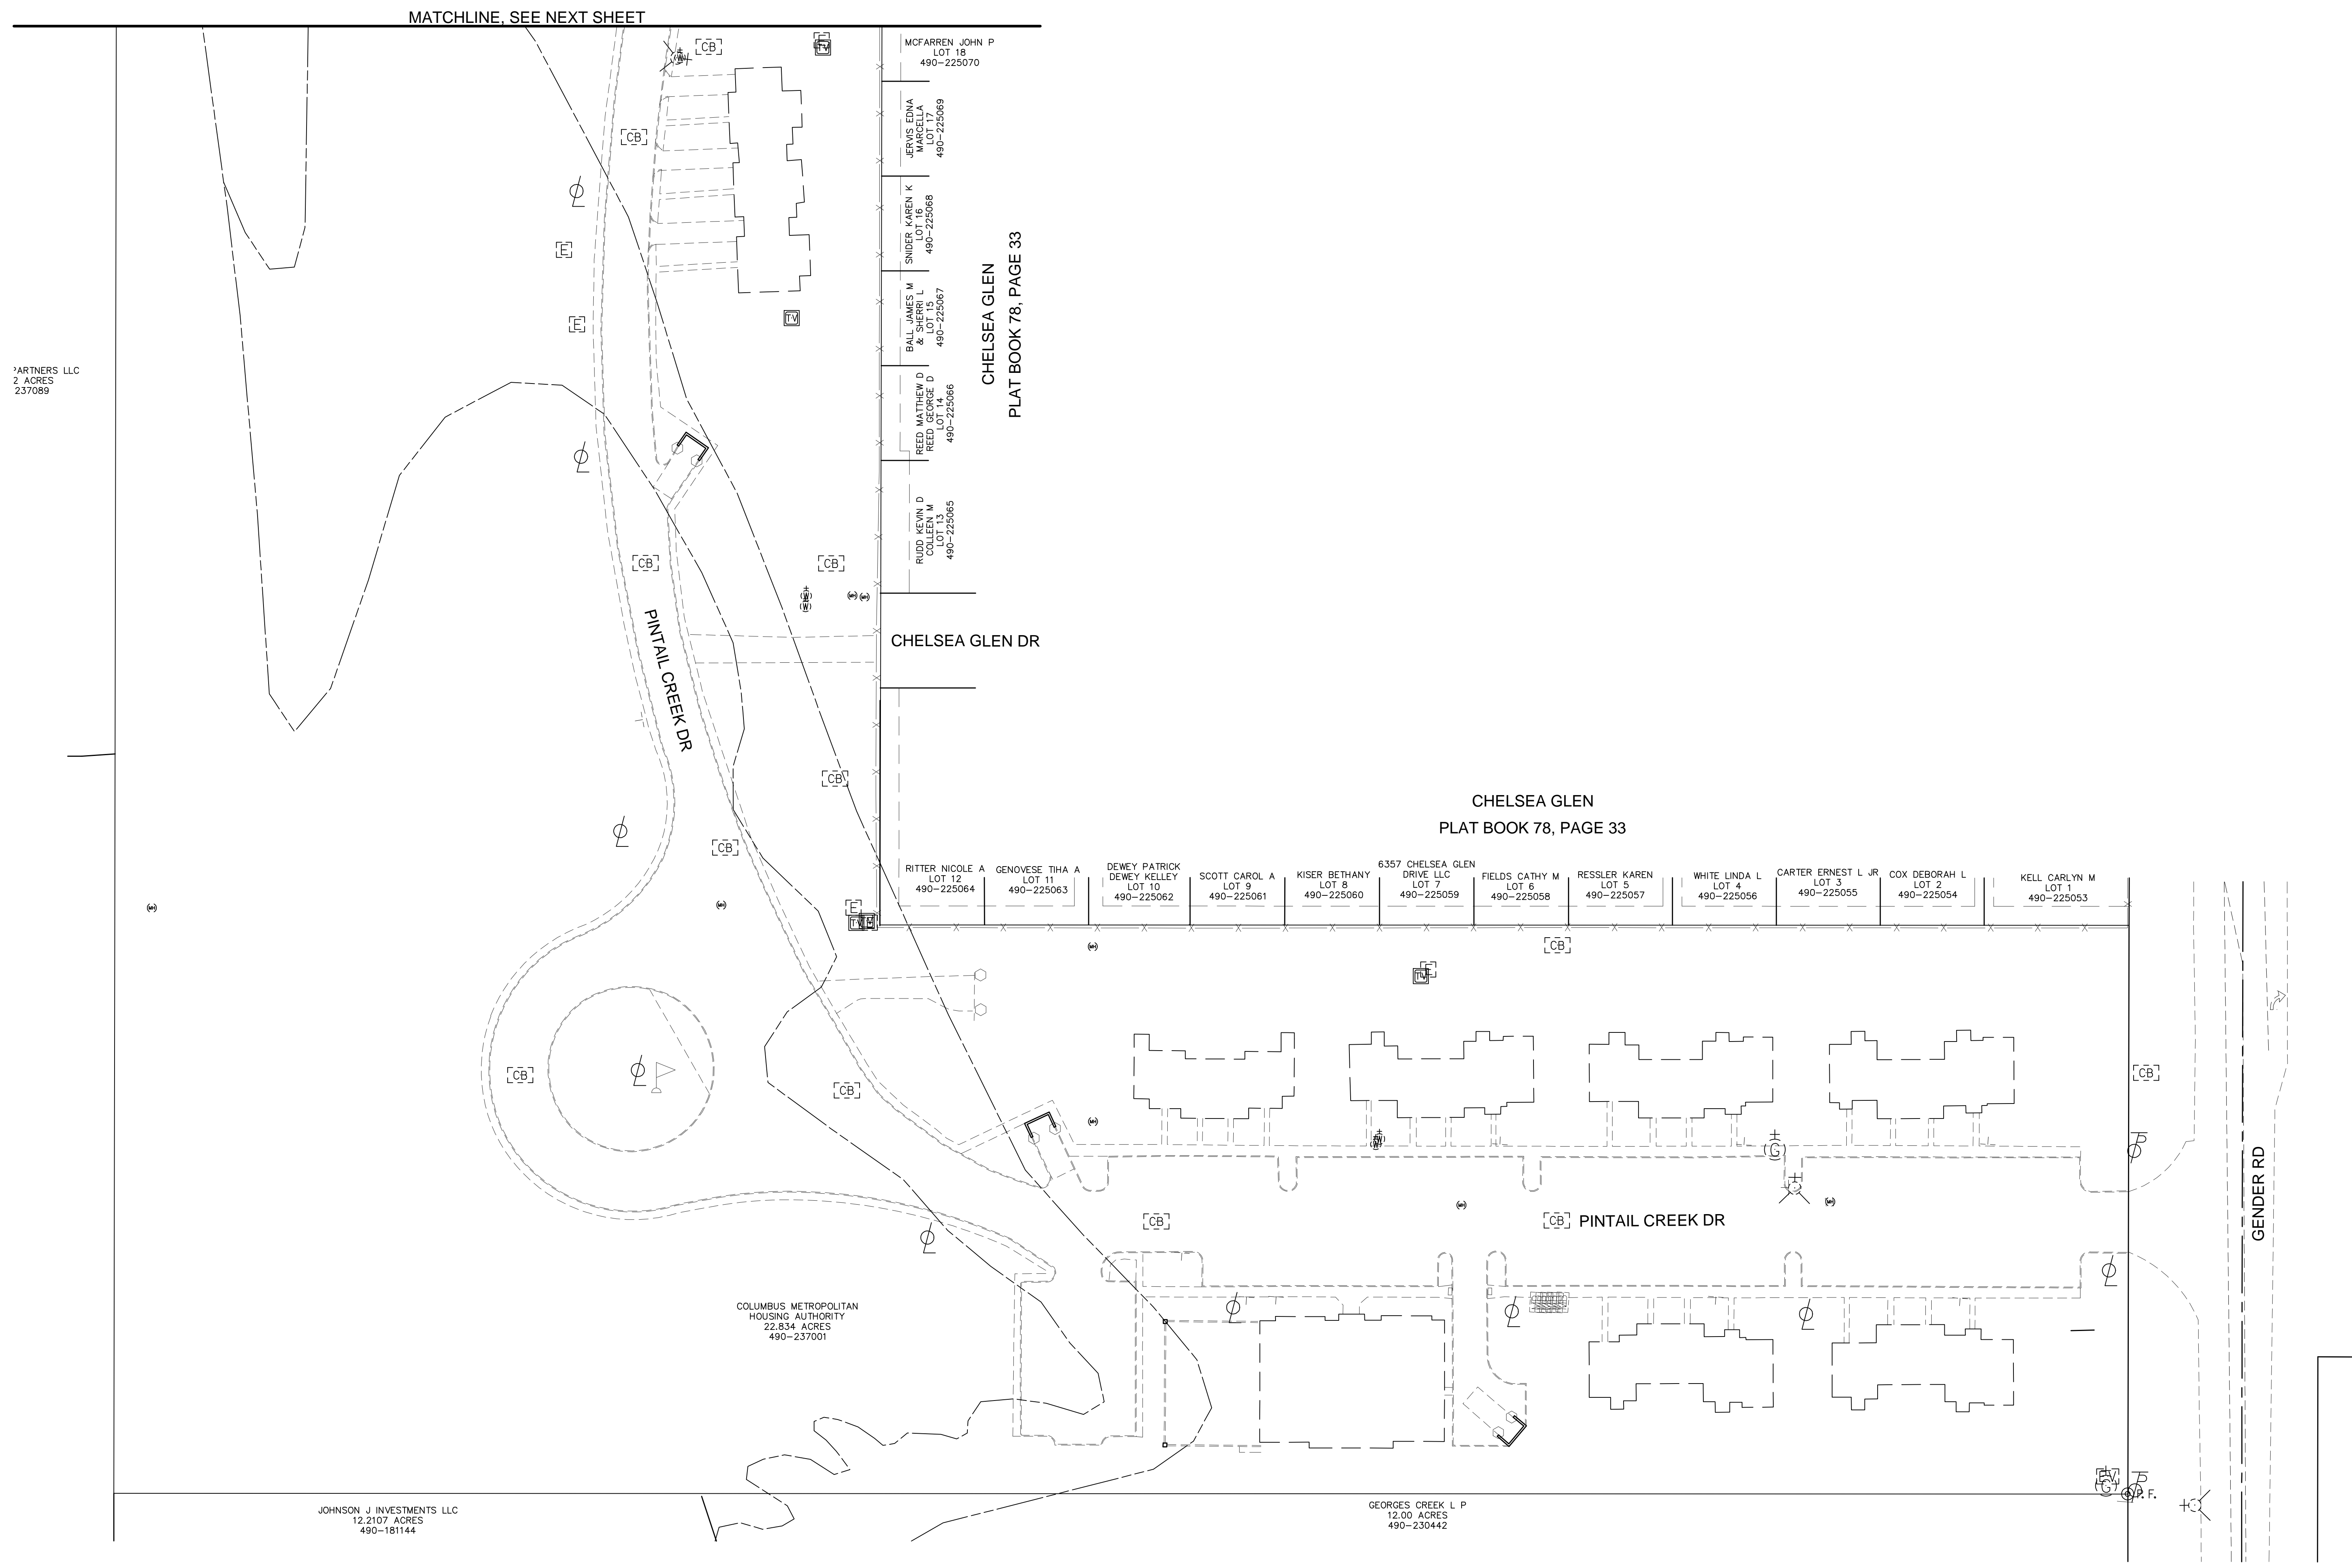 MATCHLINE, SEE NEXT SHEET
CB
E
TV
W
MCFARREN JOHN P
LOT 18
490-225070
CB
JERVIS EDNA
MARCELLA
LOT 17
490-225069
SNIDER KAREN K
LOT 16
490-225068
E
BALL JAMES M
& SHERRI L
LOT 15
490-225067
CHELSEA GLEN
PLAT BOOK 78, PAGE 33
E
TV
PARTNERS LLC
2 ACRES
237089
REED MATTHEW D
REED GEORGE D
LOT 14
490-225066
RUDD KEVIN D
COLLEEN M
LOT 13
490-225065
CB
CB
W
W
CHELSEA GLEN DR
PINTAIL CREEK DR
CB
CB
CHELSEA GLEN
PLAT BOOK 78, PAGE 33
RITTER NICOLE A
LOT 12
490-225064
GENOVESE TIHA A
LOT 11
490-225063
DEWEY PATRICK
DEWEY KELLEY
LOT 10
490-225062
SCOTT CAROL A
LOT 9
490-225061
KISER BETHANY
LOT 8
490-225060
6357 CHELSEA GLEN
DRIVE LLC
LOT 7
490-225059
FIELDS CATHY M
LOT 6
490-225058
RESSLER KAREN
LOT 5
490-225057
WHITE LINDA L
LOT 4
490-225056
CARTER ERNEST L JR
LOT 3
490-225055
COX DEBORAH L
LOT 2
490-225054
KELL CARLYN M
LOT 1
490-225053
E
TV
CB
E
TV
CB
CB
CB
G
GENDER RD
CB
CB
PINTAIL CREEK DR
COLUMBUS METROPOLITAN
HOUSING AUTHORITY
22.834 ACRES
490-237001
G
P.F.
JOHNSON J INVESTMENTS LLC
12.2107 ACRES
490-181144
GEORGES CREEK L P
12.00 ACRES
490-230442